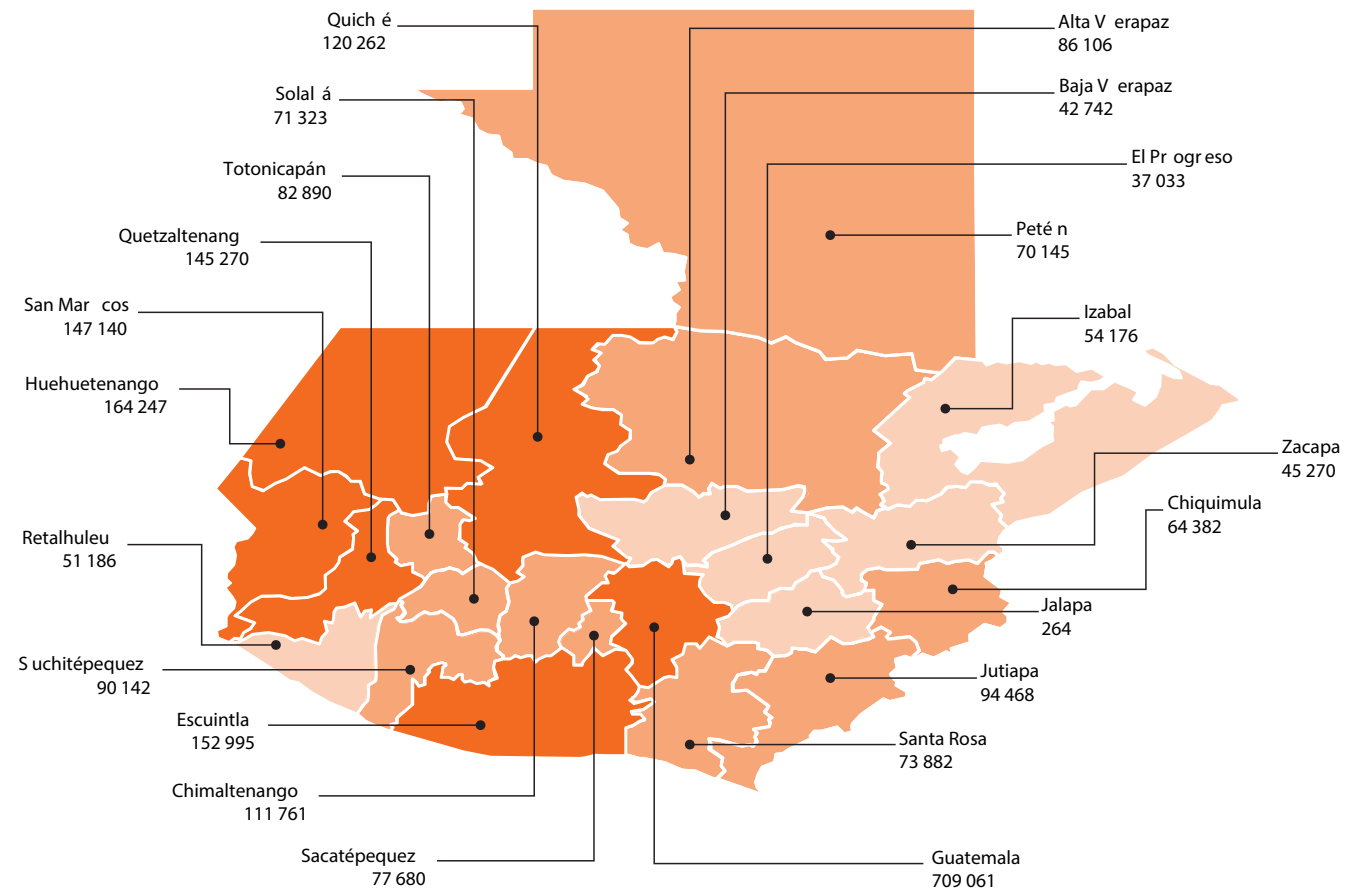 Quich é
120 262
Solal á
71 323
Totonicapán
82 890
Quetzaltenang
145 270
San Mar cos
147 140
Huehuetenango
164 247
Retalhuleu
51 186
S uchitépequez
90 142
Escuintla
152 995
Chimaltenango
111 761
Sacatépequez
77 680
Alta V erapaz
86 106
Baja V erapaz
42 742
El Pr ogr eso
37 033
Peté n
70 145
Izabal
54 176
Zacapa
45 270
Chiquimula
64 382
Jalapa
264
Jutiapa
94 468
Santa Rosa
73 882
Guatemala
709 061